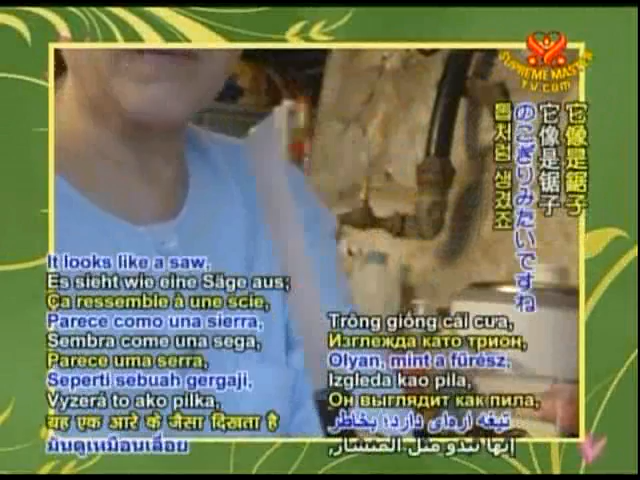 SUPREME MASTER
TV.COM
它像是鋸子
它像是锯子
のこぎりみたいですね
톱처럼 생겼죠
It looks like a saw,
Es sieht wie eine Säge aus;
Ça ressemble à une scie,
Parece como una sierra,
Sembra come una sega,
Parece uma serra,
Seperti sebuah gergaji,
Vyzerá to ako pilka,
यह एक आरे के जैसा दिखता है
มันดูเหมือนเลื่อย
Trông giống cái cưa,
Изглежда като трион,
Olyan, mint a fűrész,
Izgleda kao pila,
Он выглядит как пила,
تیغه اره‌ای دارد؛ بخاطر
إنها تبدو مثل المنشار,